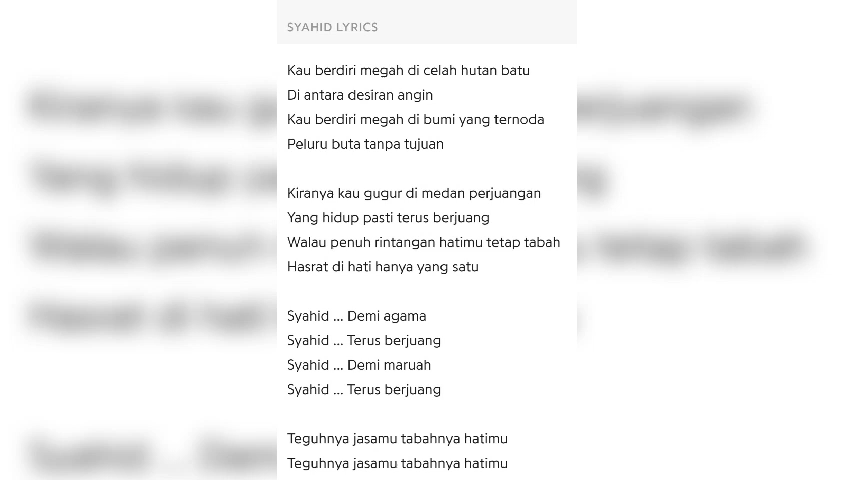 SYAHID LYRICS
Kau berdiri megah di celah hutan batu
Di antara desiran angin
Kau berdiri megah di bumi yang ternoda
Peluru buta tanpa tujuan
Kiranya kau gugur di medan perjuangan
Yang hidup pasti terus berjuang
Walau penuh rintangan hatimu tetap tabah
Hasrat di hati hanya yang satu
Syahid ... Demi agama
Syahid ... Terus berjuang
Syahid ... Demi maruah
Syahid ... Terus berjuang
Teguhnya jasamu tabahnya hatimu
Teguhnya jasamu tabahnya hatimu